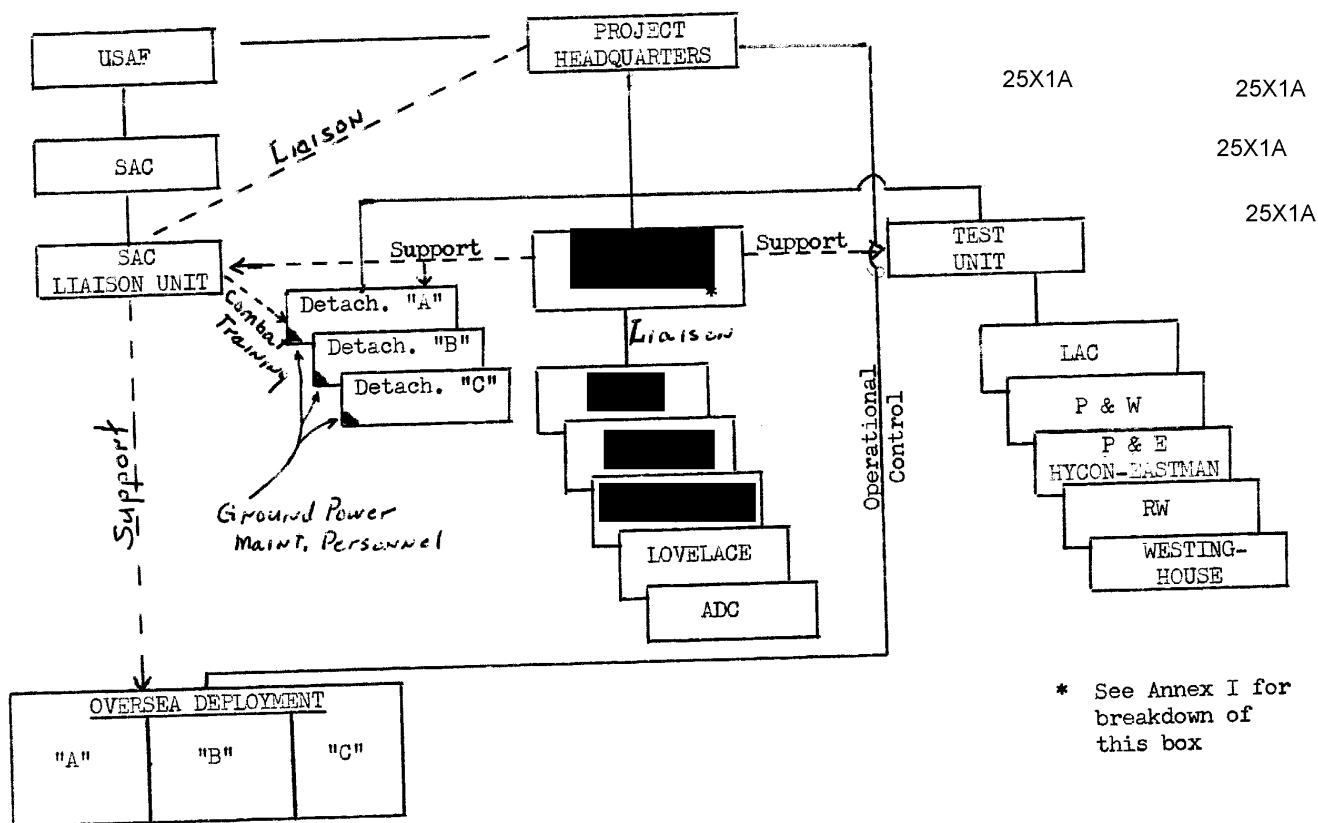 USAF
PROJECT
HEADQUARTERS
25X1A
25X1A
25X1A
25X1A
Liaison
SAC
SAC
LIAISON UNIT
Support
Support
TEST
UNIT
*
Combat
Training
Detach. "A"
Detach. "B"
Detach. "C"
Liaison
LAC
P & W
P & E
HYCON-EASTMAN
RW
WESTING-
HOUSE
Operational
Control
Support
Ground Power
Maint. Personnel
LOVELACE
ADC
OVERSEA DEPLOYMENT
"A"
"B"
"C"
* See Annex I for
breakdown of
this box